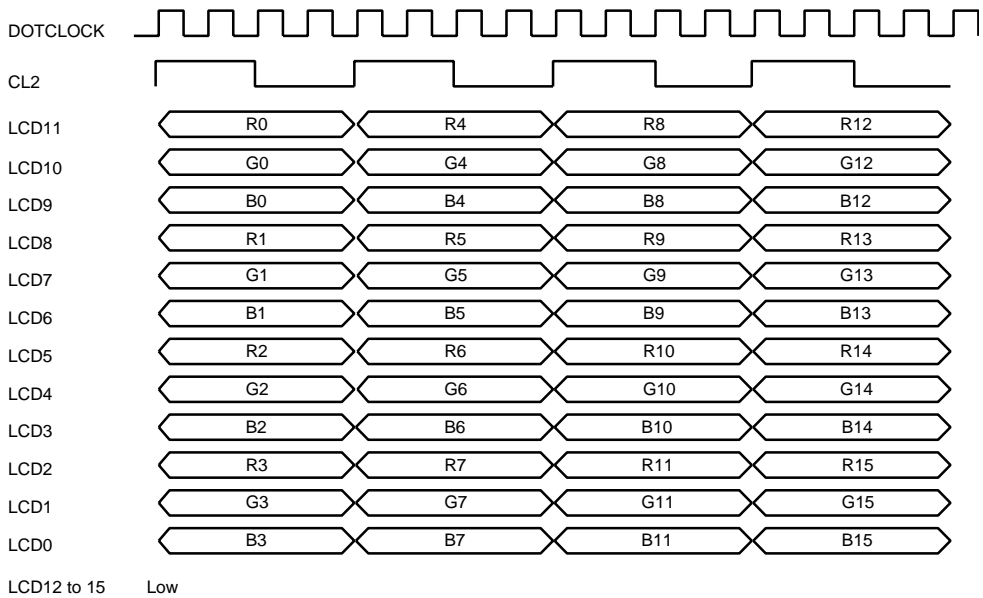 DOTCLOCK
CL2
LCD11 R0 R4 R8 R12
LCD10 G0 G4 G8 G12
LCD9 B0 B4 B8 B12
LCD8 R1 R5 R9 R13
LCD7 G1 G5 G9 G13
LCD6 B1 B5 B9 B13
LCD5 R2 R6 R10 R14
LCD4 G2 G6 G10 G14
LCD3 B2 B6 B10 B14
LCD2 R3 R7 R11 R15
LCD1 G3 G7 G11 G15
LCD0 B3 B7 B11 B15
LCD12 to 15 Low